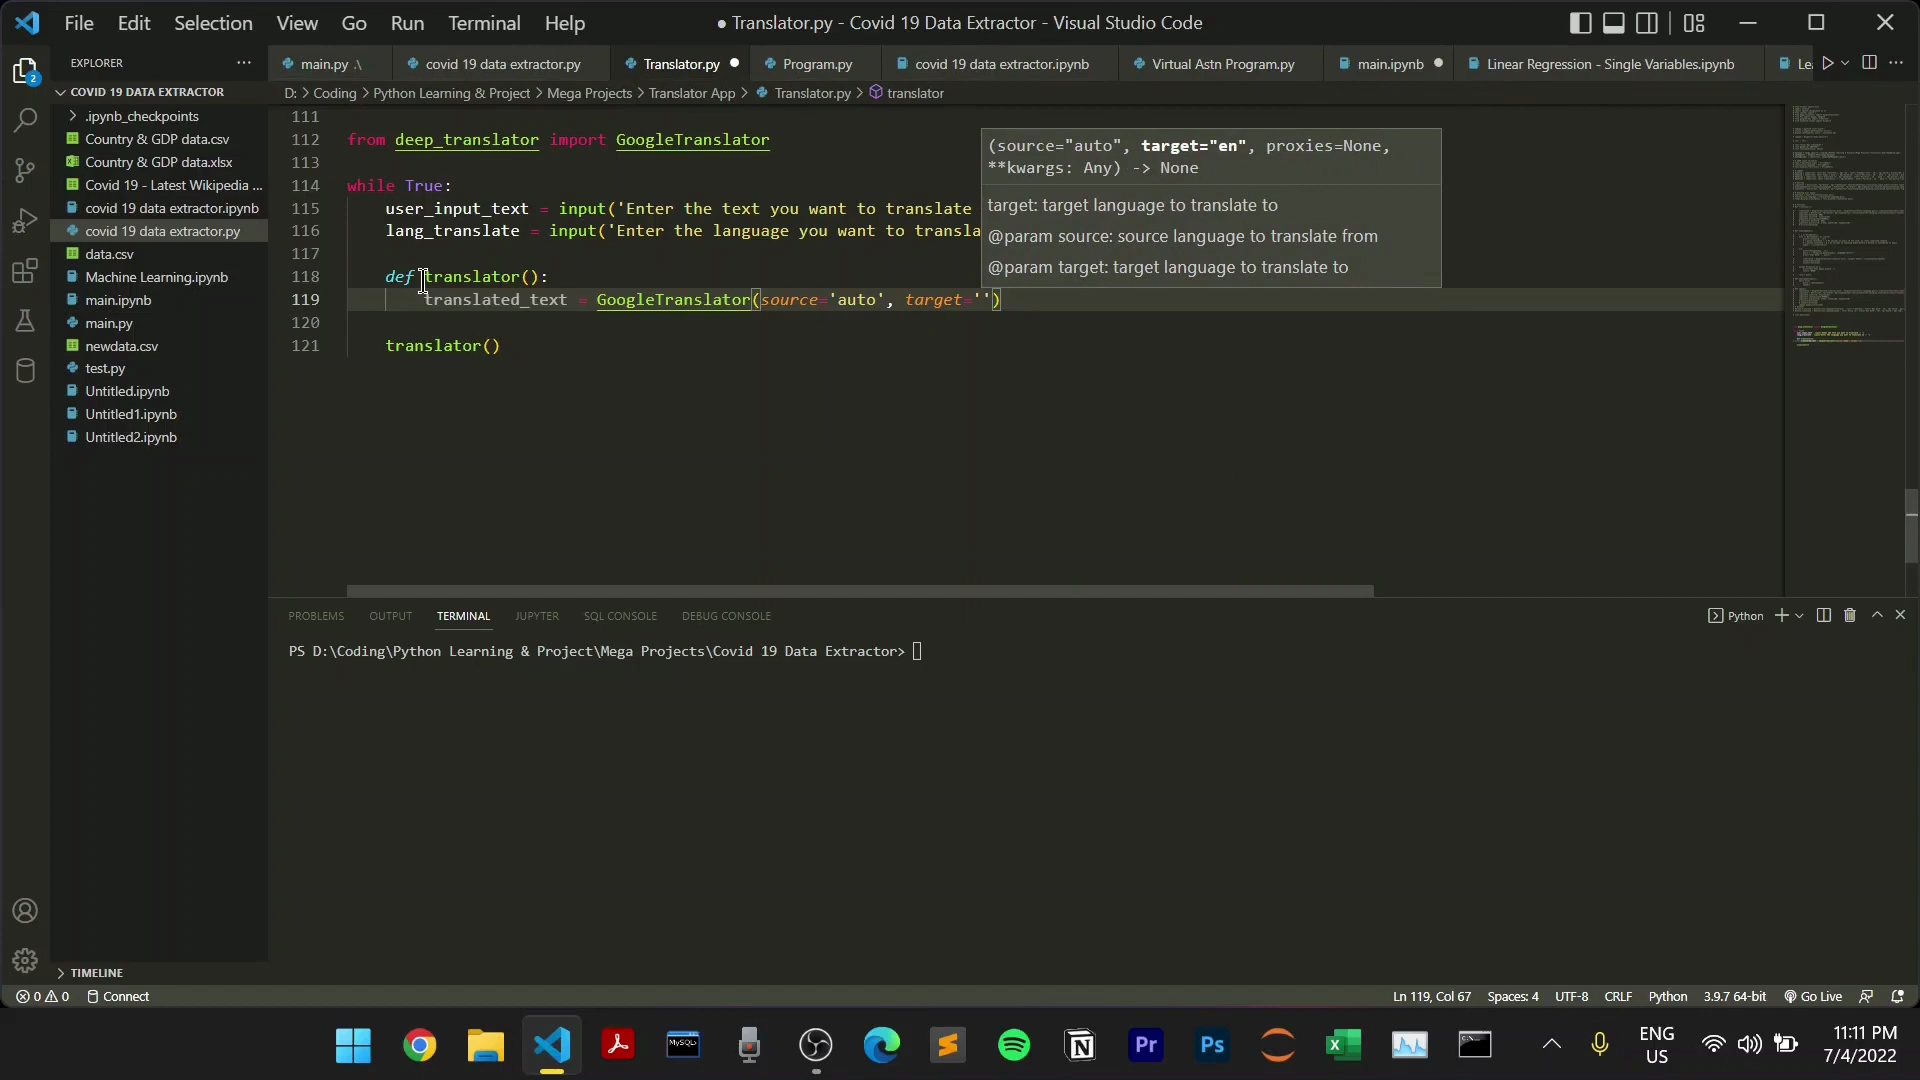 File Edit Selection View Go Run Terminal Help
● Translator.py - Covid 19 Data Extractor - Visual Studio Code
EXPLORER ···
main.py .\ covid 19 data extractor.py Translator.py ● Program.py covid 19 data extractor.ipynb Virtual Astn Program.py main.ipynb ● Linear Regression - Single Variables.ipynb Le
D: > Coding > Python Learning & Project > Mega Projects > Translator App > Translator.py > translator
COVID 19 DATA EXTRACTOR
.ipynb_checkpoints
Country & GDP data.csv
Country & GDP data.xlsx
Covid 19 - Latest Wikipedia ...
covid 19 data extractor.ipynb
covid 19 data extractor.py
data.csv
Machine Learning.ipynb
main.ipynb
main.py
newdata.csv
test.py
Untitled.ipynb
Untitled1.ipynb
Untitled2.ipynb
TIMELINE
111
112 from deep_translator import GoogleTranslator
113
114 while True:
115 user_input_text = input('Enter the text you want to translate
116 lang_translate = input('Enter the language you want to transla
117
118 def translator():
119 translated_text = GoogleTranslator(source='auto', target='')
120
121 translator()
(source="auto", target="en", proxies=None,
**kwargs: Any) -> None
target: target language to translate to
@param source: source language to translate from
@param target: target language to translate to
PROBLEMS OUTPUT TERMINAL JUPYTER SQL CONSOLE DEBUG CONSOLE
Python
PS D:\Coding\Python Learning & Project\Mega Projects\Covid 19 Data Extractor>
0 0 Connect
Ln 119, Col 67 Spaces: 4 UTF-8 CRLF Python 3.9.7 64-bit Go Live
2
MySQL
Pr
Ps
ENG
US
11:11 PM
7/4/2022